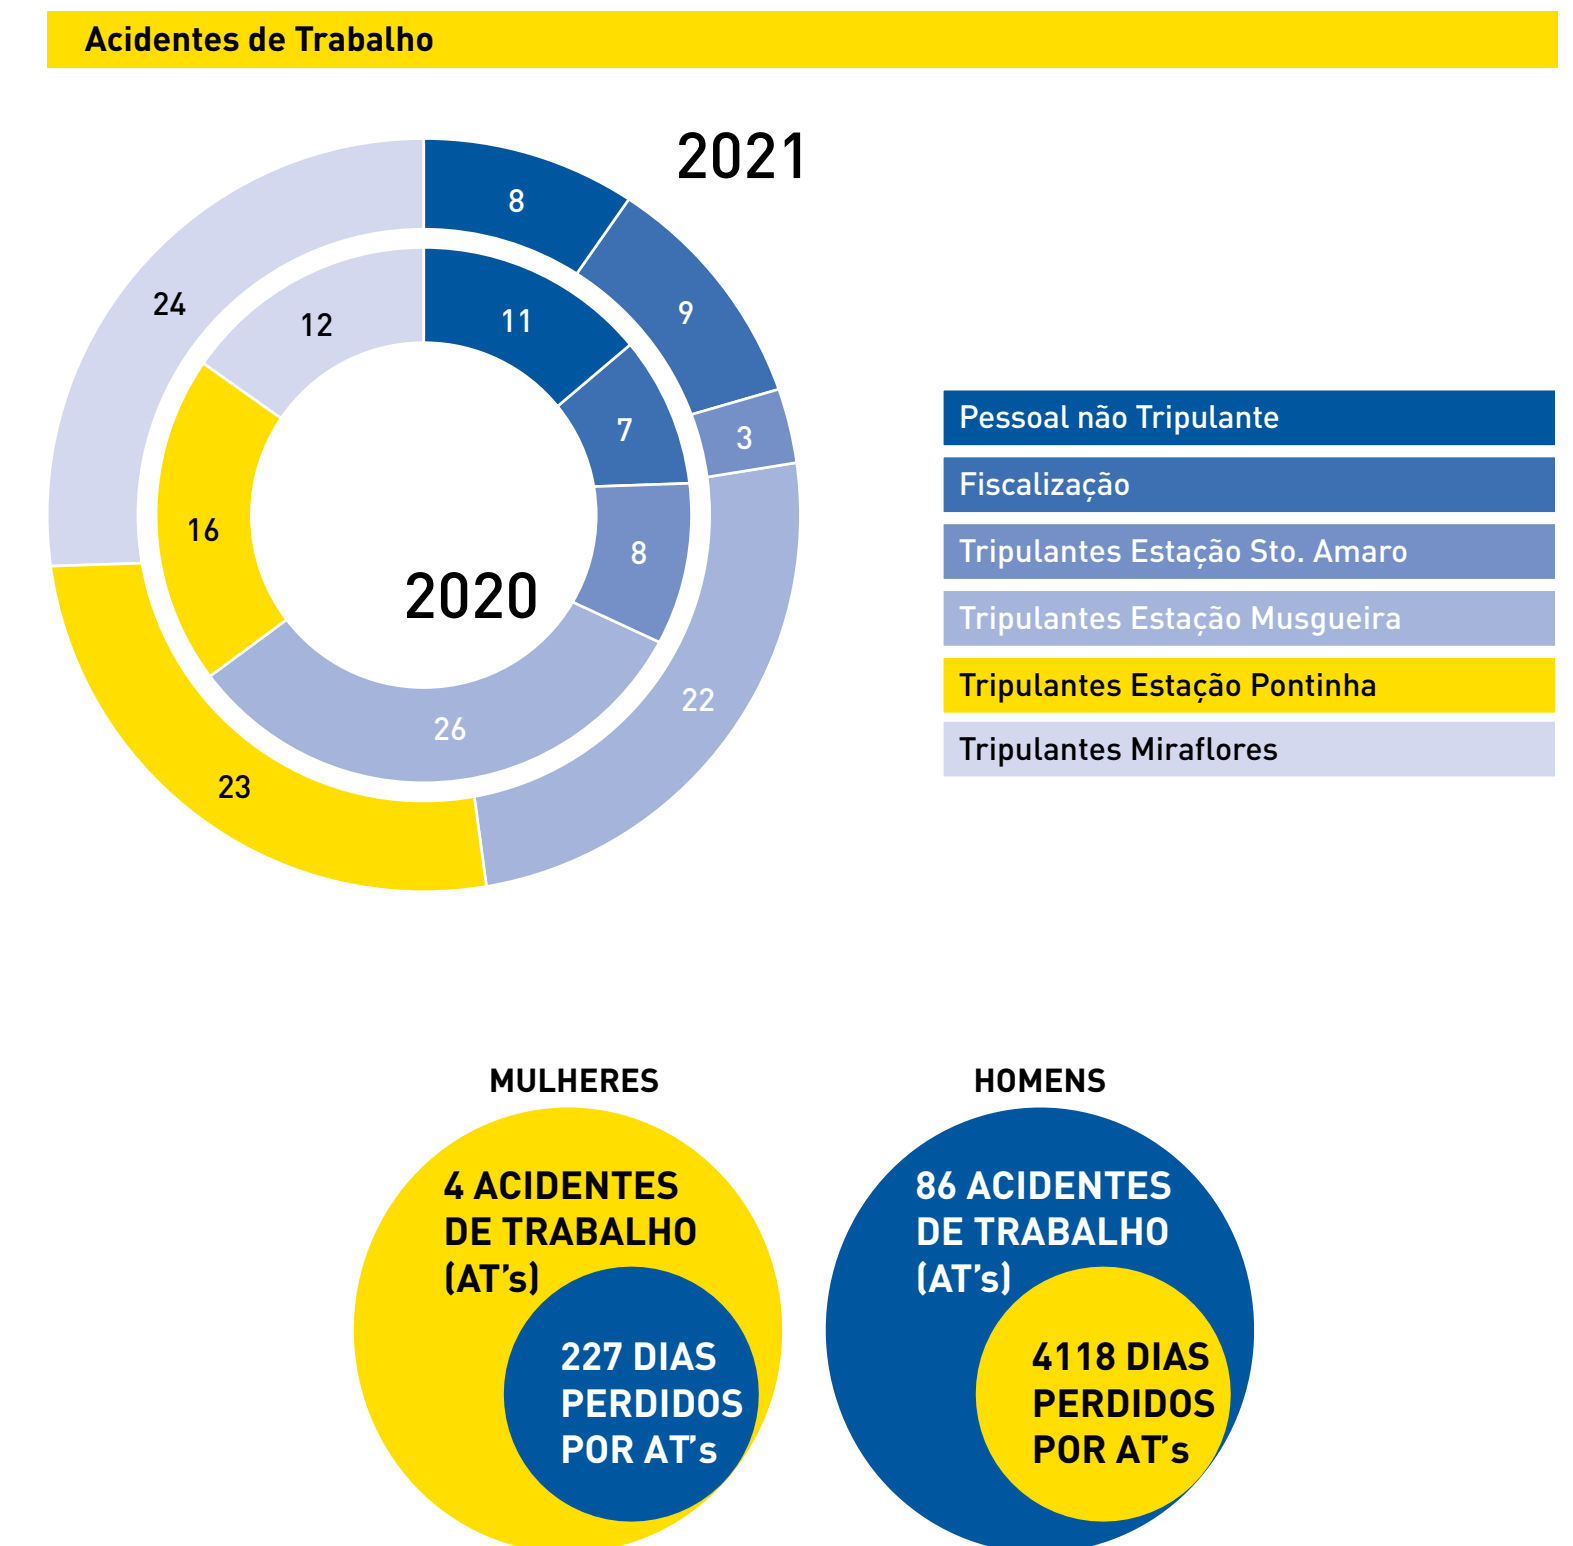 Acidentes de Trabalho
2021
8
9
3
22
23
24
2020
11
7
8
26
16
12
Pessoal não Tripulante
Fiscalização
Tripulantes Estação Sto. Amaro
Tripulantes Estação Musgueira
Tripulantes Estação Pontinha
Tripulantes Miraflores
MULHERES
4 ACIDENTES
DE TRABALHO
(AT’s)
227 DIAS
PERDIDOS
POR AT’s
HOMENS
86 ACIDENTES
DE TRABALHO
(AT’s)
4118 DIAS
PERDIDOS
POR AT’s